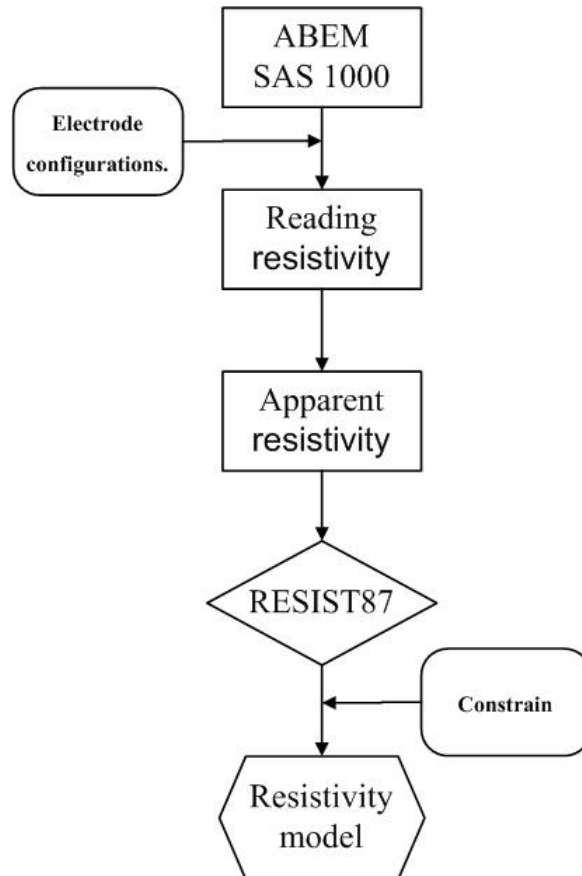 ABEM
SAS 1000
Electrode
configurations.
Reading
resistivity
Apparent
resistivity
RESIST87
Constrain
Resistivity
model